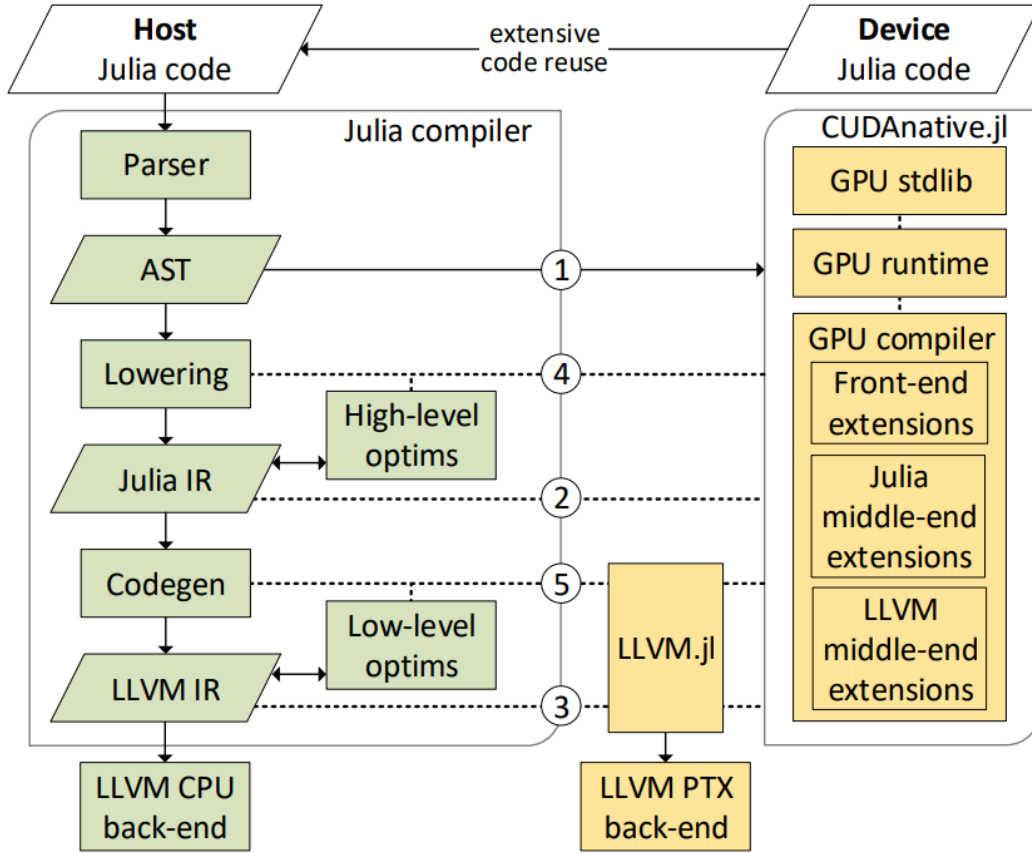 Host
Julia code
extensive
code reuse
Device
Julia code
Julia compiler
CUDAnative.jl
Parser
GPU stdlib
AST
1
GPU runtime
Lowering
4
GPU compiler
Front-end
extensions
High-level
optims
Julia IR
2
Julia
middle-end
extensions
Codegen
5
Low-level
optims
LLVM.jl
LLVM
middle-end
extensions
LLVM IR
3
LLVM CPU
back-end
LLVM PTX
back-end